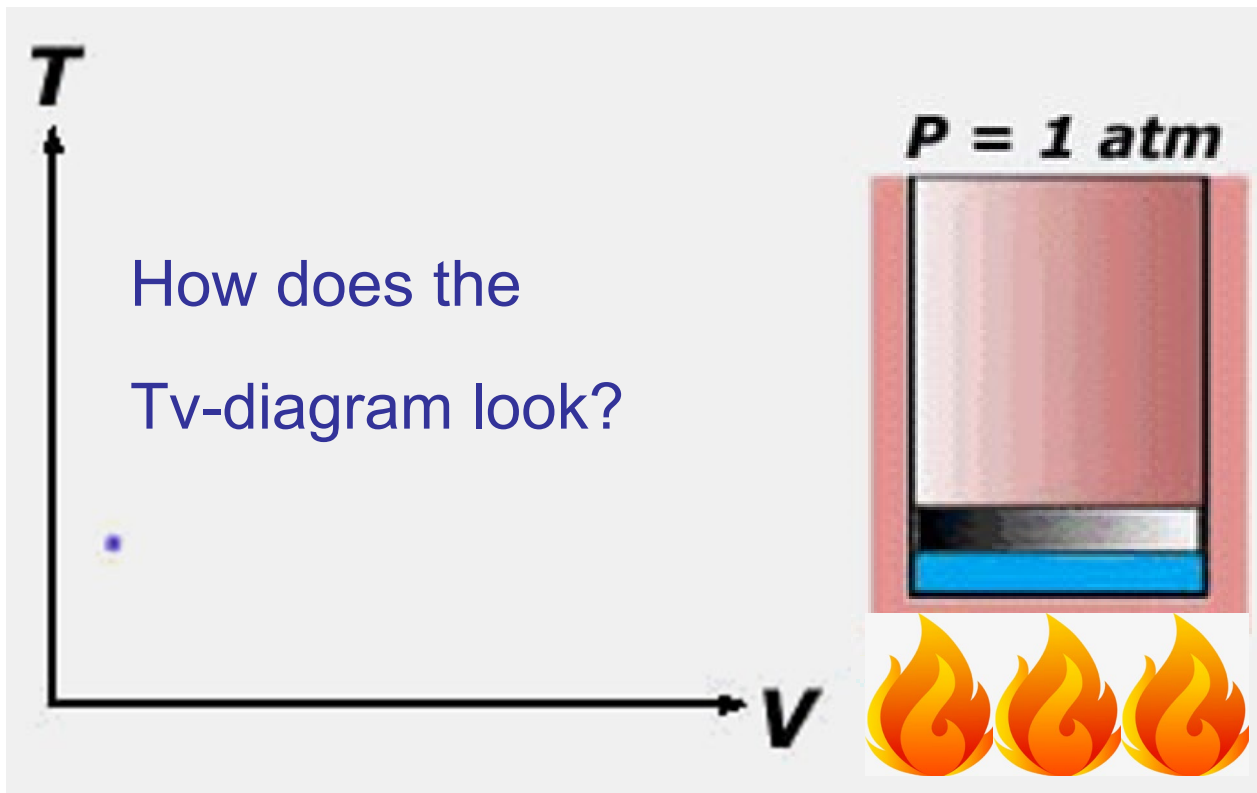 T
P = 1 atm
How does the
Tv-diagram look?
V